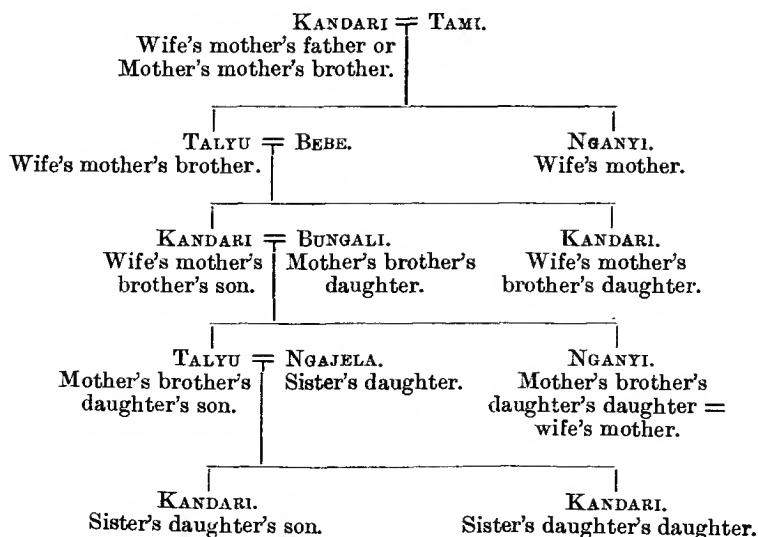 KANDARI = TAMI.
Wife's mother's father or
Mother's mother's brother.
TALYU = BEBE.
Wife's mother's brother.
NGANYI.
Wife's mother.
KANDARI = BUNGALI.
Wife's mother's
brother's son.
Mother's brother's
daughter.
KANDARI.
Wife's mother's
brother's daughter.
TALYU = NGAJELA.
Mother's brother's
daughter's son.
Sister's daughter.
NGANYI.
Mother's brother's
daughter's daughter =
wife's mother.
KANDARI.
Sister's daughter's son.
KANDARI.
Sister's daughter's daughter.